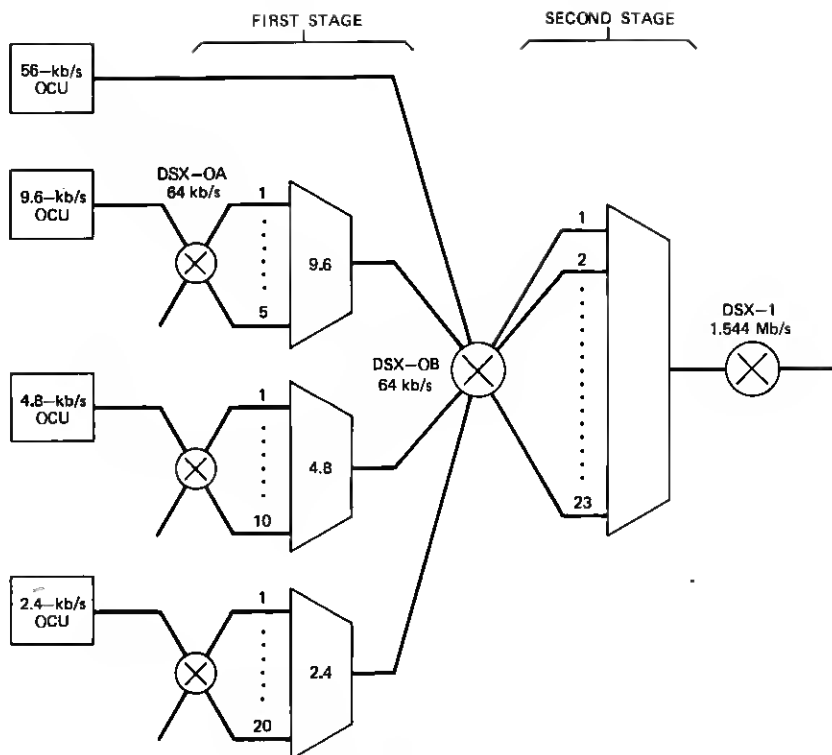 FIRST STAGE
SECOND STAGE
56-kb/s
OCU
9.6-kb/s
OCU
DSX-0A
64 kb/s
1
5
9.6
4.8-kb/s
OCU
1
10
4.8
2.4-kb/s
OCU
1
20
2.4
DSX-0B
64 kb/s
1
2
23
DSX-1
1.544 Mb/s